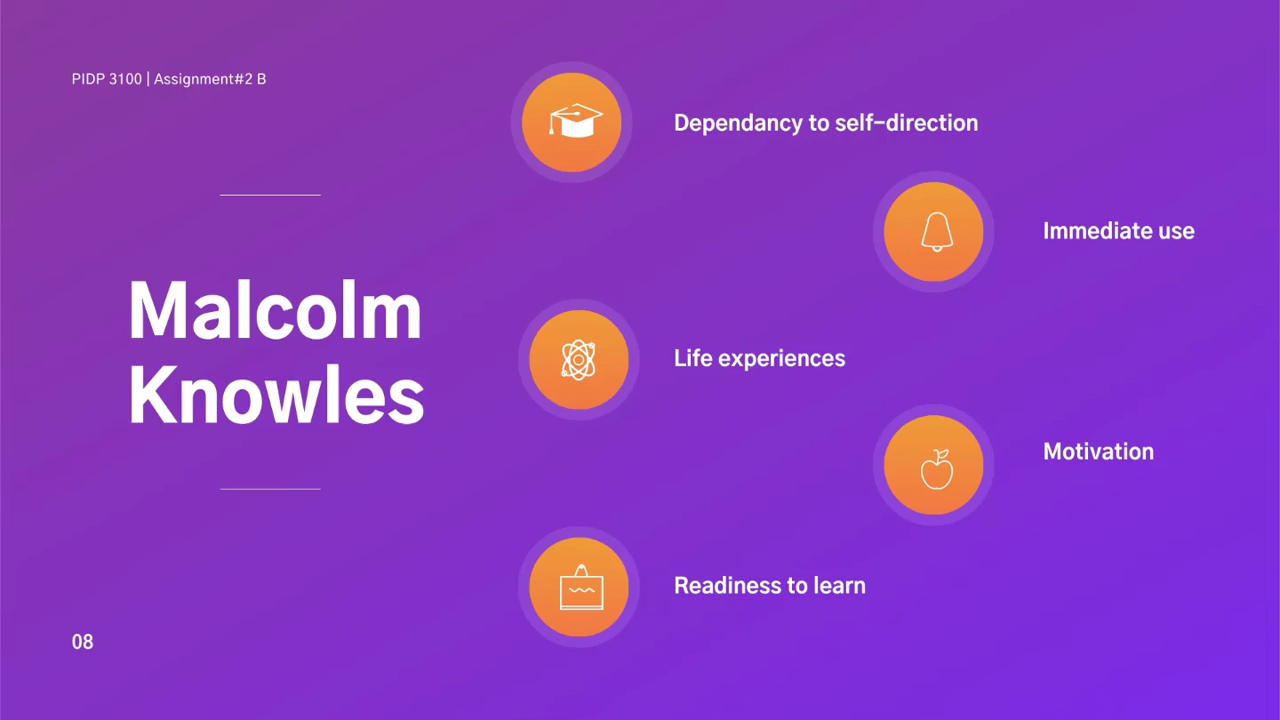 PIDP 3100 | Assignment#2 B
Malcolm
Knowles
Dependancy to self-direction
Immediate use
Life experiences
Motivation
Readiness to learn
08